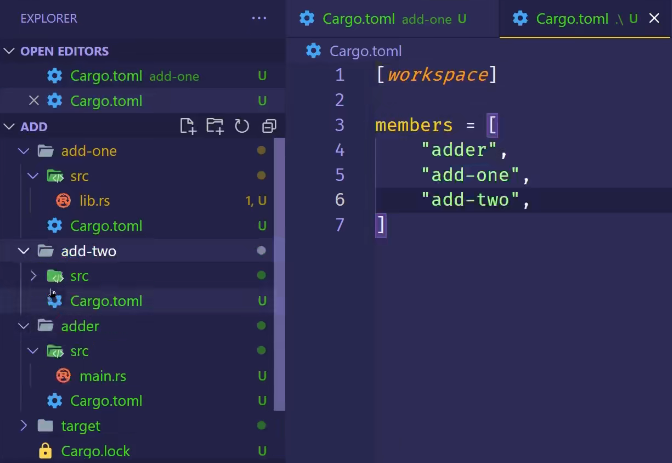 EXPLORER ...
OPEN EDITORS
Cargo.toml add-one U
Cargo.toml U
ADD
add-one
src
lib.rs 1, U
Cargo.toml U
add-two
src
Cargo.toml U
adder
src
main.rs U
Cargo.toml U
target
Cargo.lock U
Cargo.toml add-one U
Cargo.toml .\ U
Cargo.toml
1 [workspace]
2
3 members = [
4 "adder",
5 "add-one",
6 "add-two",
7 ]